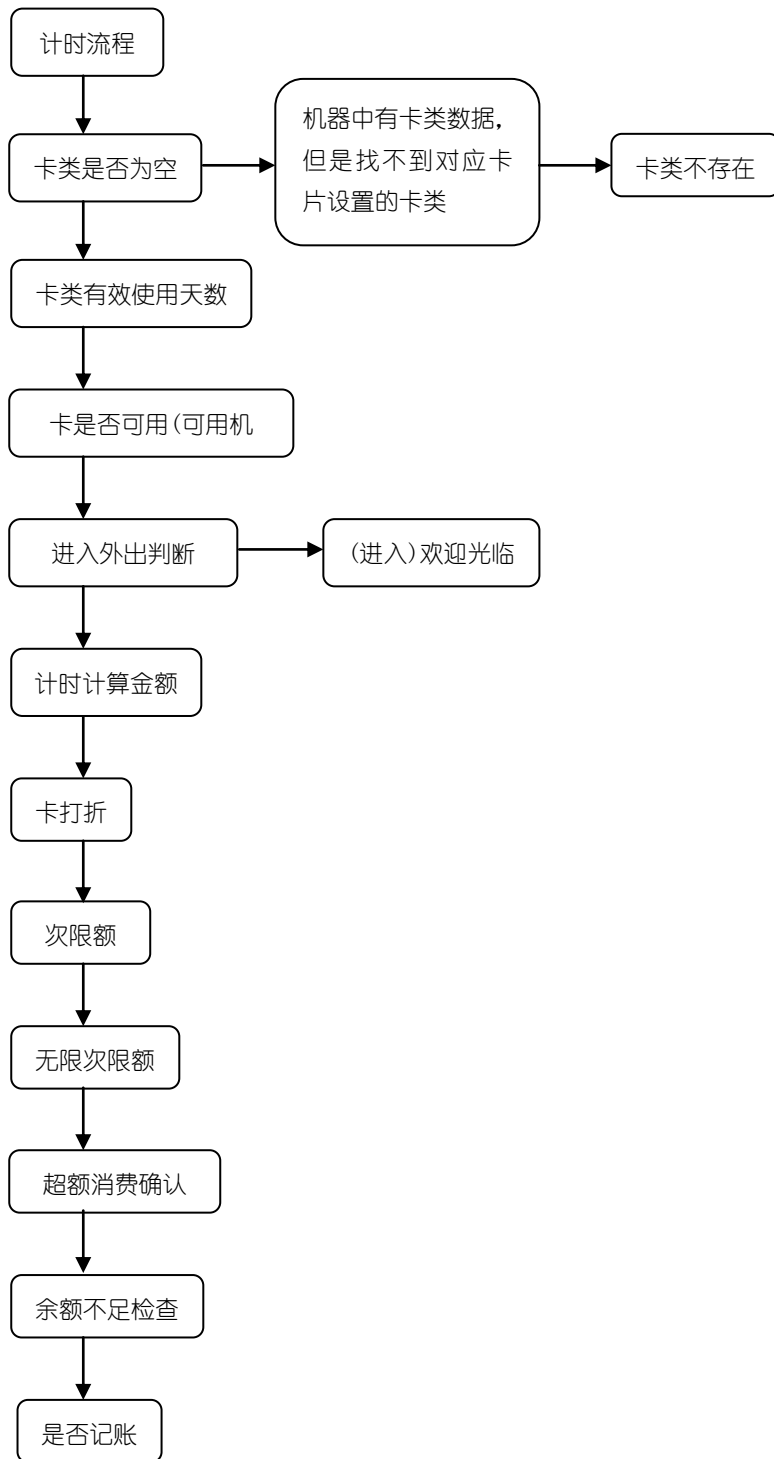 计时流程
卡类是否为空
机器中有卡类数据，
但是找不到对应卡
片设置的卡类
卡类不存在
卡类有效使用天数
卡是否可用(可用机
进入外出判断
(进入)欢迎光临
计时计算金额
卡打折
次限额
无限次限额
超额消费确认
余额不足检查
是否记账